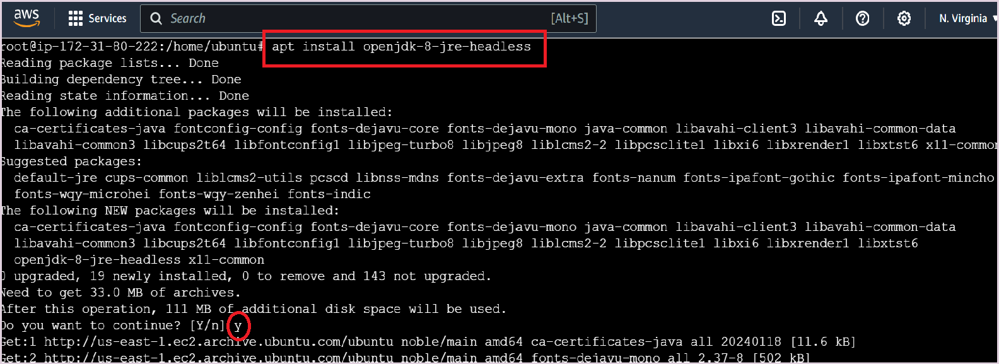 aws Services Search [Alt+S] N. Virginia
root@ip-172-31-80-222:/home/ubuntu# apt install openjdk-8-jre-headless
Reading package lists... Done
Building dependency tree... Done
Reading state information... Done
The following additional packages will be installed:
ca-certificates-java fontconfig-config fonts-dejavu-core fonts-dejavu-mono java-common libavahi-client3 libavahi-common-data
libavahi-common3 libcups2t64 libfontconfig1 libjpeg-turbo8 libjpeg8 liblcms2-2 libpcsclite1 libxi6 libxrender1 libxtst6 x11-common
Suggested packages:
default-jre cups-common liblcms2-utils pcscd libnss-mdns fonts-dejavu-extra fonts-nanum fonts-ipafont-gothic fonts-ipafont-mincho
fonts-wqy-microhei fonts-wqy-zenhei fonts-indic
The following NEW packages will be installed:
ca-certificates-java fontconfig-config fonts-dejavu-core fonts-dejavu-mono java-common libavahi-client3 libavahi-common-data
libavahi-common3 libcups2t64 libfontconfig1 libjpeg-turbo8 libjpeg8 liblcms2-2 libpcsclite1 libxi6 libxrender1 libxtst6
openjdk-8-jre-headless x11-common
0 upgraded, 19 newly installed, 0 to remove and 143 not upgraded.
Need to get 33.0 MB of archives.
After this operation, 111 MB of additional disk space will be used.
Do you want to continue? [Y/n] y
Get:1 http://us-east-1.ec2.archive.ubuntu.com/ubuntu noble/main amd64 ca-certificates-java all 20240118 [11.6 kB]
Get:2 http://us-east-1.ec2.archive.ubuntu.com/ubuntu noble/main amd64 fonts-dejavu-mono all 2.37-8 [502 kB]